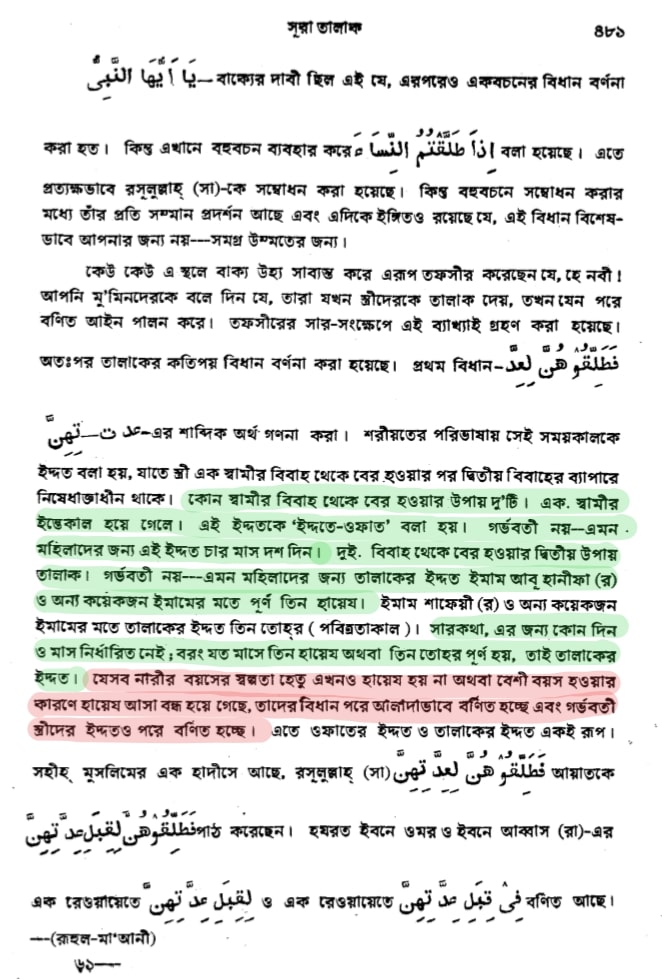 সূরা তালাক ৪৮১
يَا أَيُّهَا النَّبِيُّ—বাক্যের দাবী ছিল এই যে, এরপরেও একবচনের বিধান বর্ণনা
করা হত। কিন্তু এখানে বহুবচন ব্যবহার করে إِذَا طَلَّقْتُمُ النِّسَاءَ বলা হয়েছে। এতে
প্রত্যক্ষভাবে রসূলুল্লাহ্ (সা)-কে সম্বোধন করা হয়েছে। কিন্তু বহুবচনে সম্বোধন করার
মধ্যে তাঁর প্রতি সম্মান প্রদর্শন আছে এবং এদিকে ইঙ্গিতও রয়েছে যে, এই বিধান বিশেষ-
ভাবে আপনার জন্য নয়---সমগ্র উম্মতের জন্য।
কেউ কেউ এ স্থলে বাক্য উহ্য সাব্যস্ত করে এরূপ তফসীর করেছেন যে, হে নবী!
আপনি মু'মিনদেরকে বলে দিন যে, তারা যখন স্ত্রীদেরকে তালাক দেয়, তখন যেন পরে
বর্ণিত আইন পালন করে। তফসীরের সার-সংক্ষেপে এই ব্যাখ্যাই গ্রহণ করা হয়েছে।
অতঃপর তালাকের কতিপয় বিধান বর্ণনা করা হয়েছে। প্রথম বিধান-فَطَلِّقُوهُنَّ لِعِدَّ
تِهِنَّ—عدت-এর শাব্দিক অর্থ গণনা করা। শরীয়তের পরিভাষায় সেই সময়কালকে
ইদ্দত বলা হয়, যাতে স্ত্রী এক স্বামীর বিবাহ থেকে বের হওয়ার পর দ্বিতীয় বিবাহের ব্যাপারে
নিষেধাজ্ঞাধীন থাকে। কোন স্বামীর বিবাহ থেকে বের হওয়ার উপায় দু'টি। এক. স্বামীর
ইন্তেকাল হয়ে গেলে। এই ইদ্দতকে 'ইদ্দতে-ওফাত' বলা হয়। গর্ভবতী নয়---এমন
মহিলাদের জন্য এই ইদ্দত চার মাস দশ দিন। দুই. বিবাহ থেকে বের হওয়ার দ্বিতীয় উপায়
তালাক। গর্ভবতী নয়---এমন মহিলাদের জন্য তালাকের ইদ্দত ইমাম আবূ হানীফা (র)
ও অন্য কয়েকজন ইমামের মতে পূর্ণ তিন হায়েয। ইমাম শাফেয়ী (র) ও অন্য কয়েকজন
ইমামের মতে তালাকের ইদ্দত তিন তোহর (পবিত্রতাকাল)। সারকথা, এর জন্য কোন দিন
ও মাস নির্ধারিত নেই; বরং যত মাসে তিন হায়েয অথবা তিন তোহর পূর্ণ হয়, তাই তালাকের
ইদ্দত। যেসব নারীর বয়সের স্বল্পতা হেতু এখনও হায়েয হয় না অথবা বেশী বয়স হওয়ার
কারণে হায়েয আসা বন্ধ হয়ে গেছে, তাদের বিধান পরে আলাদাভাবে বর্ণিত হচ্ছে এবং গর্ভবতী
স্ত্রীদের ইদ্দতও পরে বর্ণিত হচ্ছে। এতে ওফাতের ইদ্দত ও তালাকের ইদ্দত একই রূপ।
সহীহ্ মুসলিমের এক হাদীসে আছে, রসূলুল্লাহ্ (সা) فَطَلِّقُوهُنَّ لِعِدَّتِهِنَّ আয়াতকে
فَطَلِّقُوهُنَّ لِقُبُلِ عِدَّتِهِنَّ পাঠ করেছেন। হযরত ইবনে ওমর ও ইবনে আব্বাস (রা)-এর
এক রেওয়ায়েতে لِقُبُلِ عِدَّتِهِنَّ ও এক রেওয়ায়েতে فِي قُبُلِ عِدَّتِهِنَّ বর্ণিত আছে।
---(রূহল-মা'আনী)
৬১---